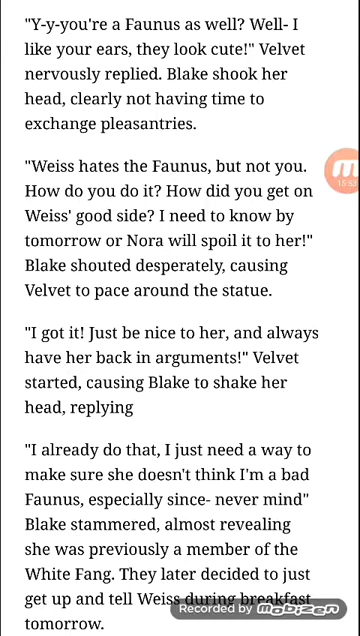 "Y-y-you're a Faunus as well? Well- I
like your ears, they look cute!" Velvet
nervously replied. Blake shook her
head, clearly not having time to
exchange pleasantries.
"Weiss hates the Faunus, but not you.
How do you do it? How did you get on
Weiss' good side? I need to know by
tomorrow or Nora will spoil it to her!"
Blake shouted desperately, causing
Velvet to pace around the statue.
"I got it! Just be nice to her, and always
have her back in arguments!" Velvet
started, causing Blake to shake her
head, replying
"I already do that, I just need a way to
make sure she doesn't think I'm a bad
Faunus, especially since- never mind"
Blake stammered, almost revealing
she was previously a member of the
White Fang. They later decided to just
get up and tell Weiss during breakfast
tomorrow.
Recorded by mobizen